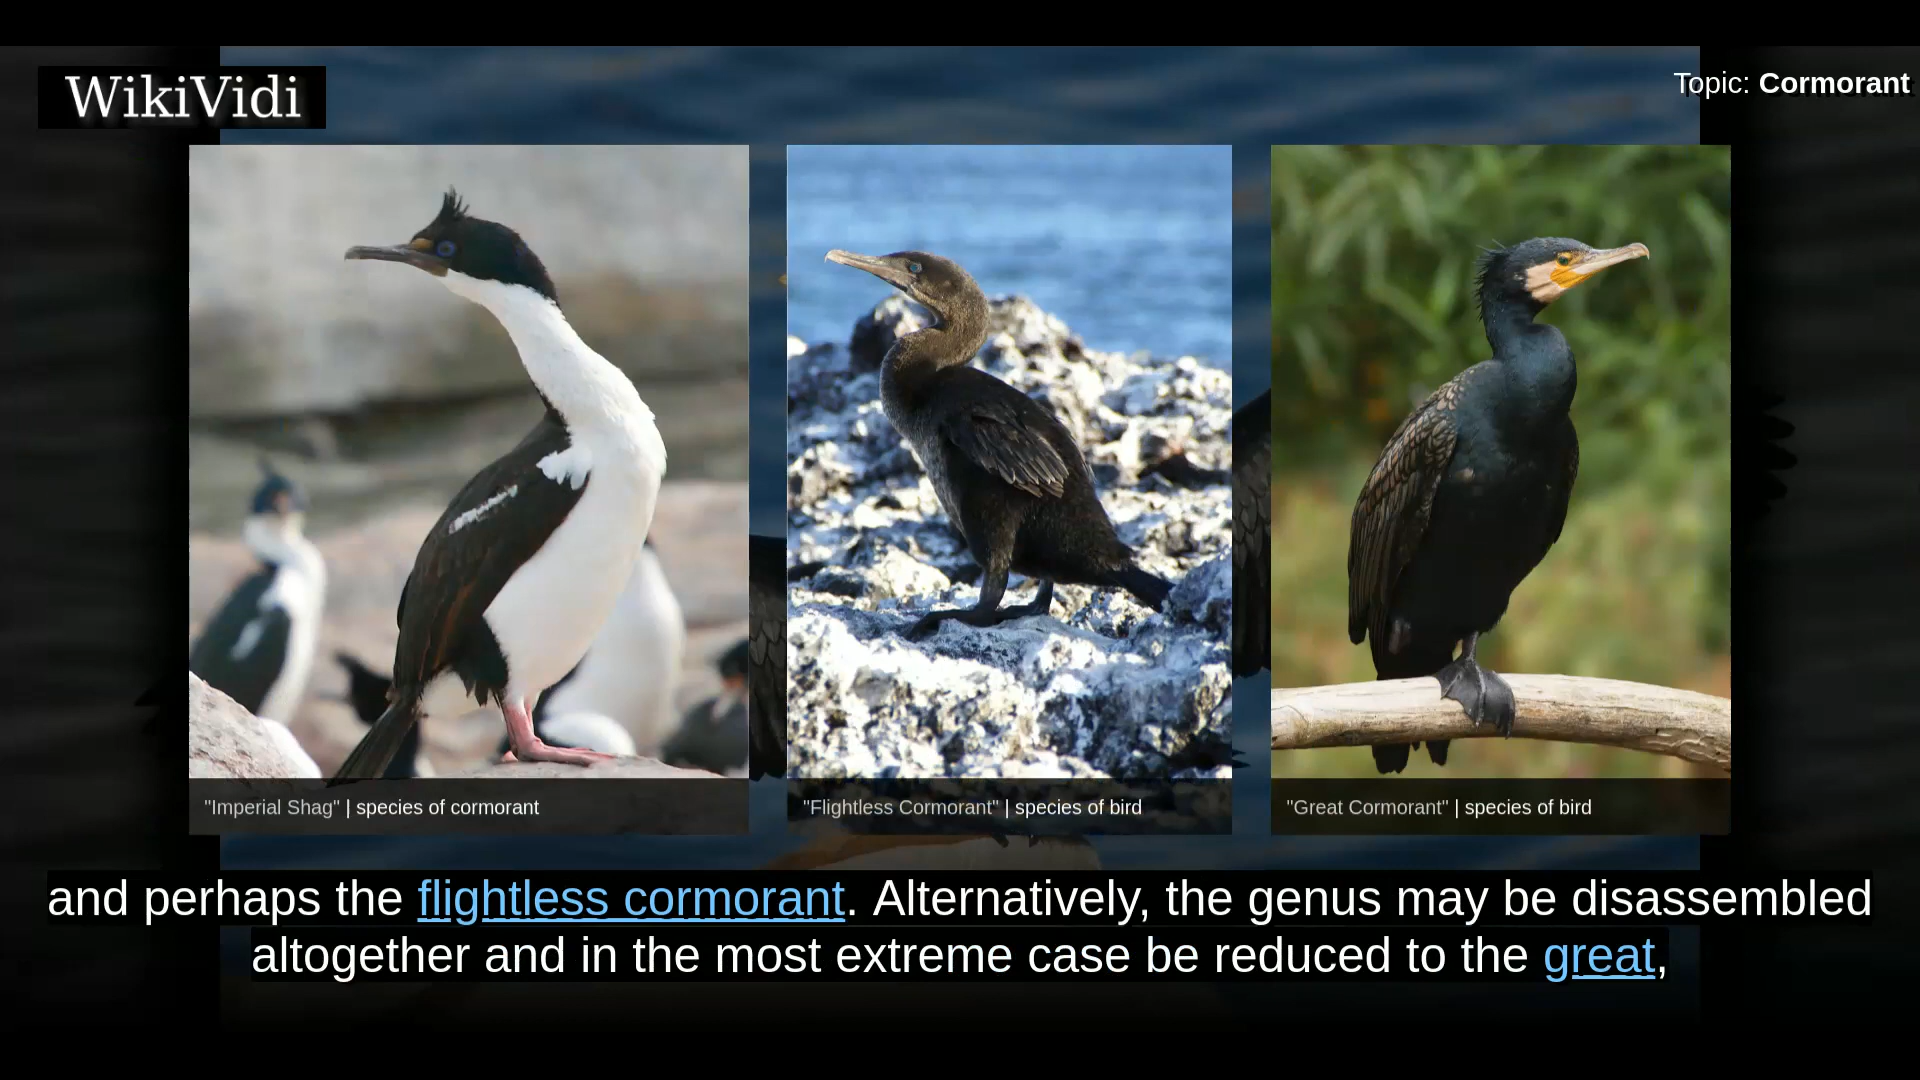 WikiVidi
Topic: Cormorant
"Imperial Shag" | species of cormorant
"Flightless Cormorant" | species of bird
"Great Cormorant" | species of bird
and perhaps the flightless cormorant. Alternatively, the genus may be disassembled
altogether and in the most extreme case be reduced to the great,